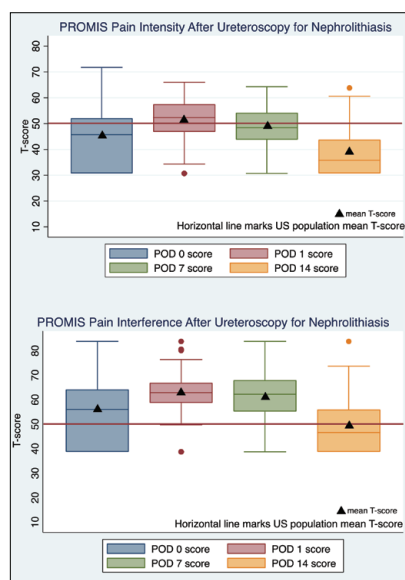 PROMIS Pain Intensity After Ureteroscopy for Nephrolithiasis
80
70
60
50
40
30
20
10
T-score
mean T-score
Horizontal line marks US population mean T-score
POD 0 score
POD 1 score
POD 7 score
POD 14 score
PROMIS Pain Interference After Ureteroscopy for Nephrolithiasis
80
70
60
50
40
30
20
10
T-score
mean T-score
Horizontal line marks US population mean T-score
POD 0 score
POD 1 score
POD 7 score
POD 14 score